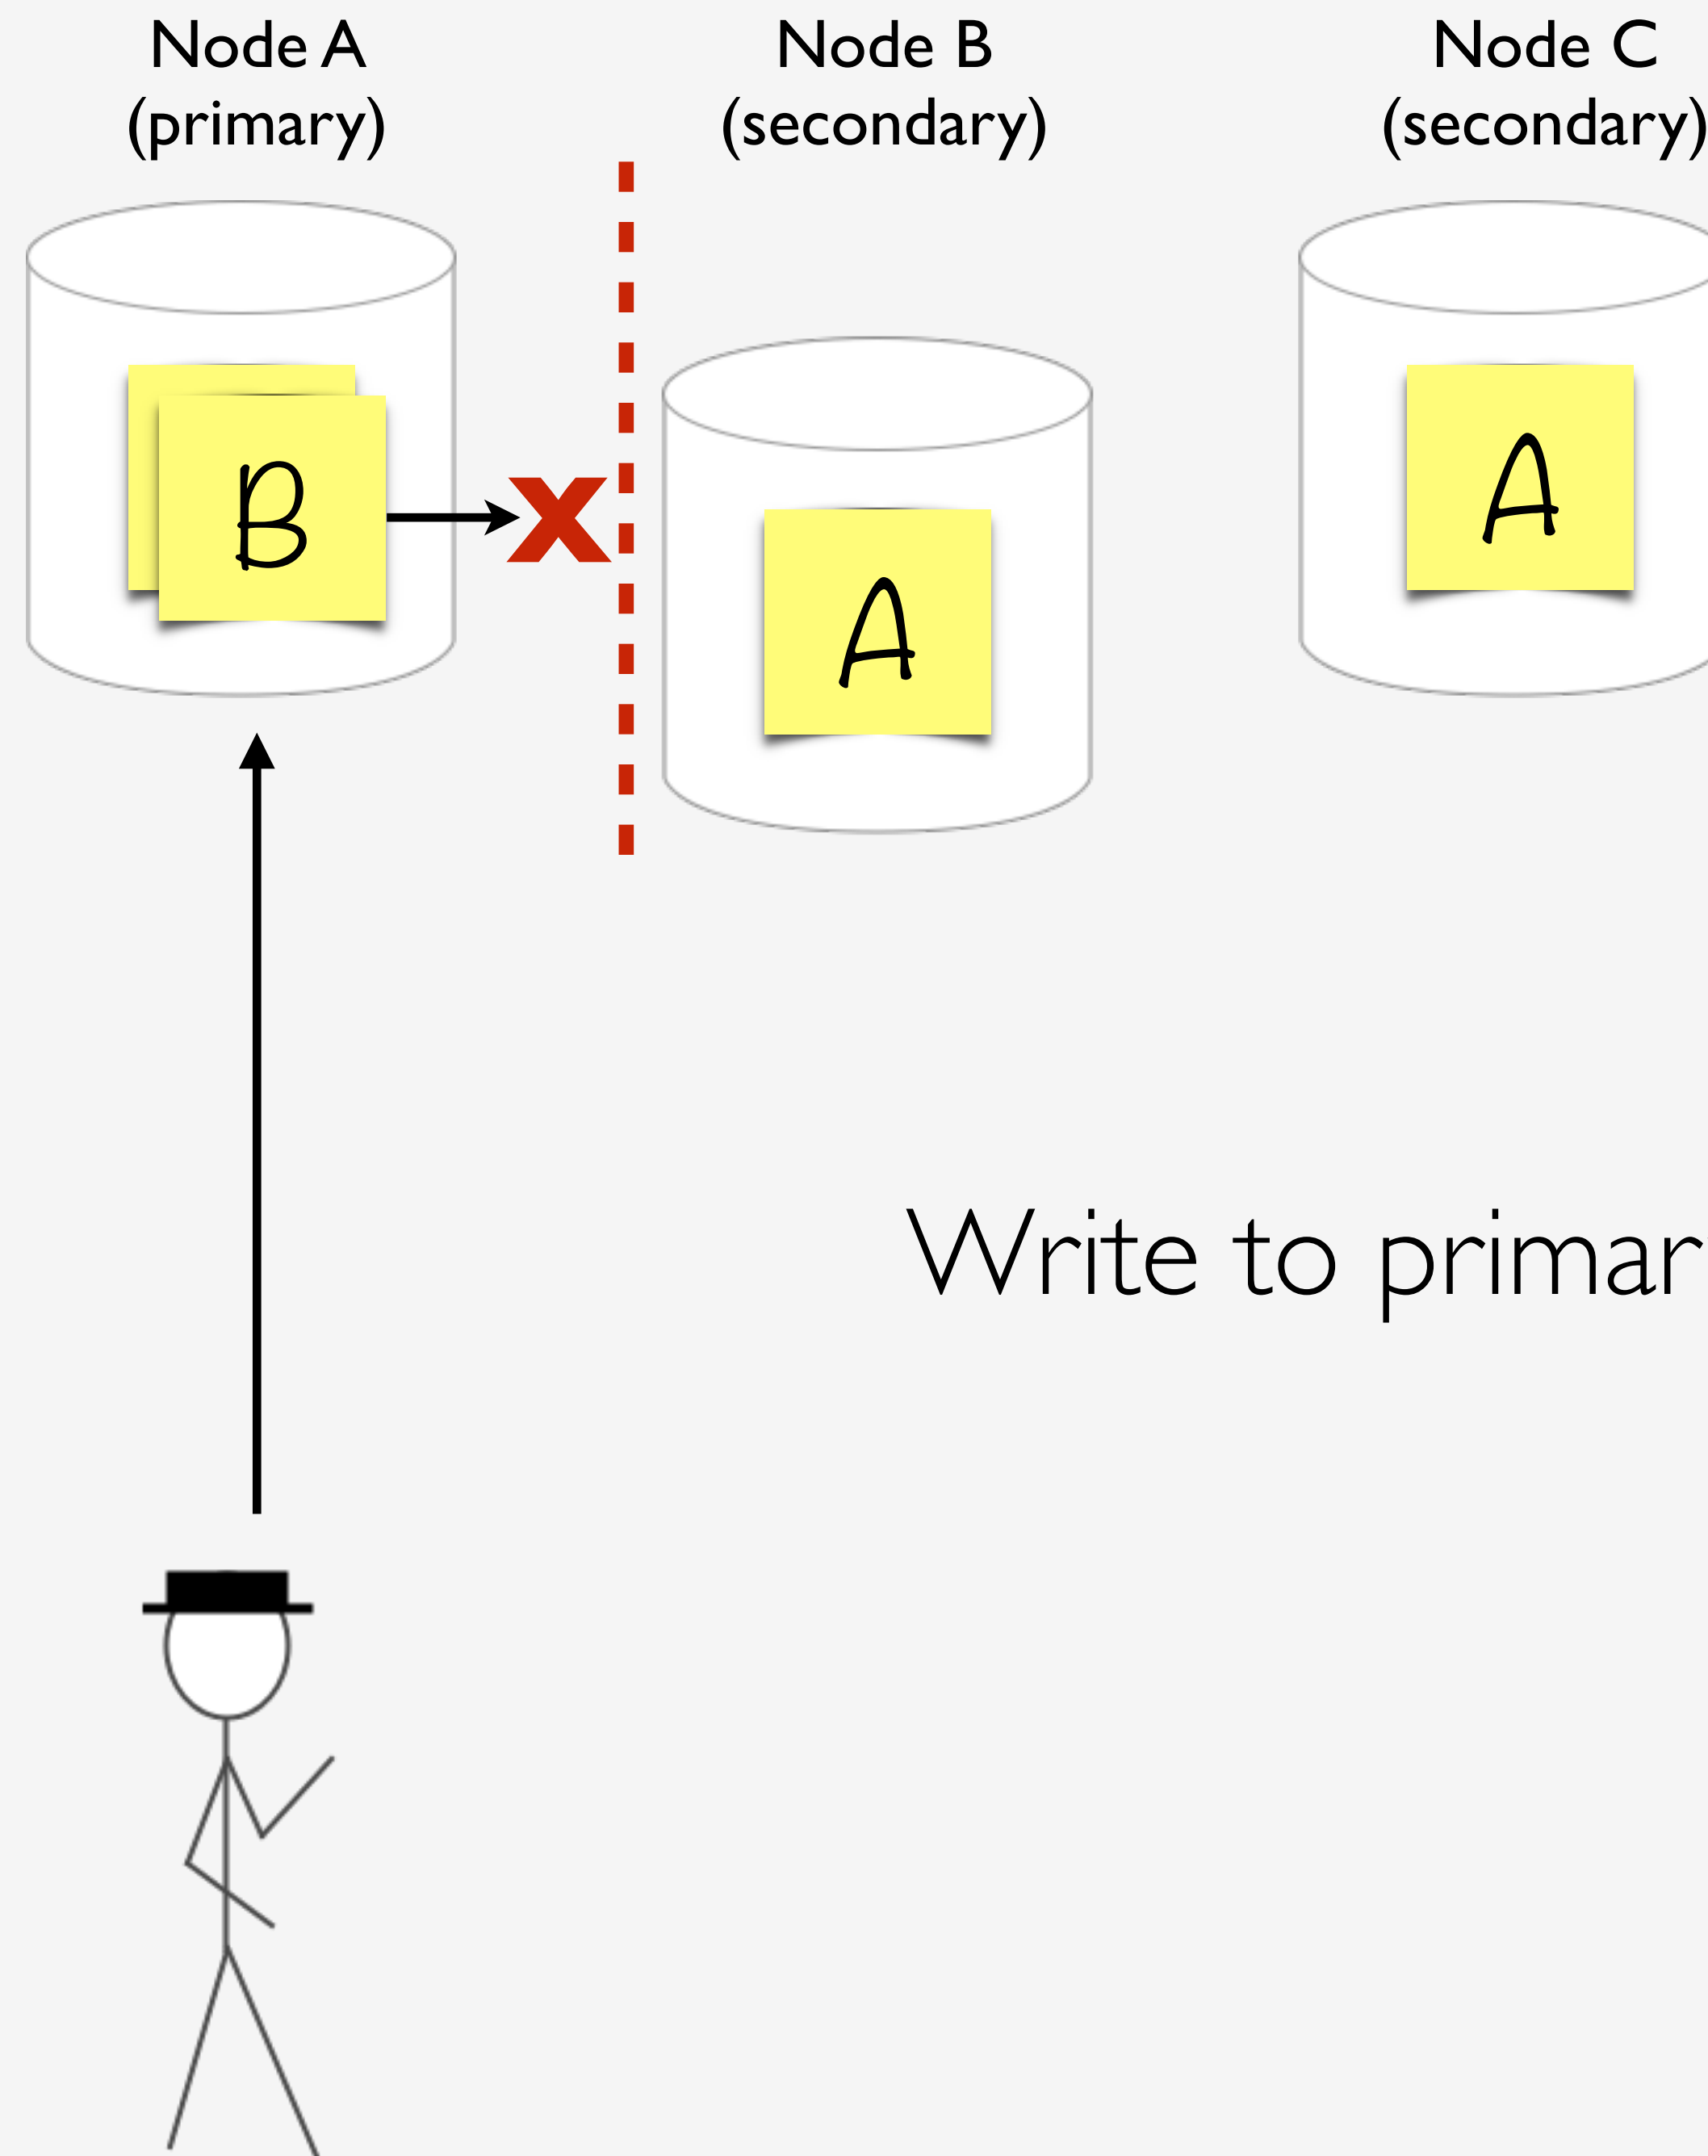 Node A
(primary)
Node B
(secondary)
Node C
(secondary)
B
A
A
x
Write to primar